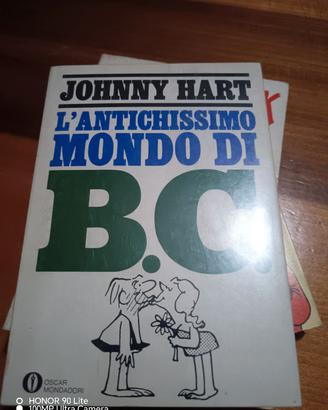 JOHNNY HART
L'ANTICHISSIMO
MONDO DI
B.C.
OSCAR
MONDADORI
HONOR 90 Lite
100MP Ultra Camera